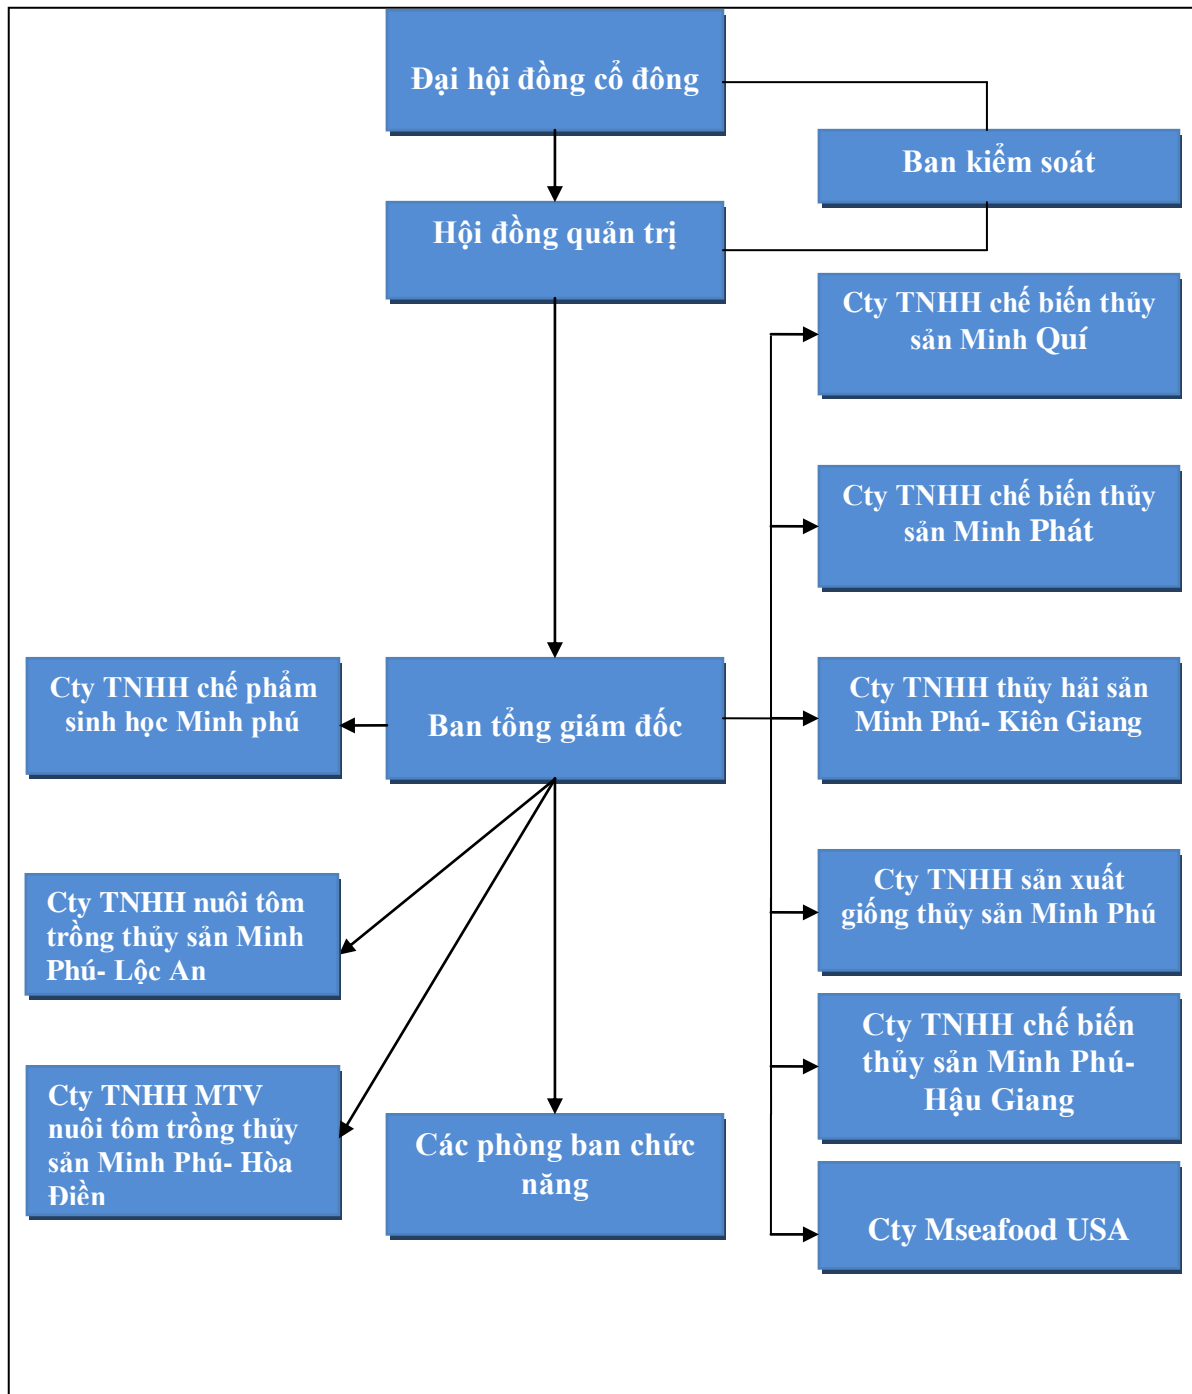 Đại hội đồng cổ đông
Ban kiểm soát
Hội đồng quản trị
Cty TNHH chế biến thủy
sản Minh Quí
Cty TNHH chế biến thủy
sản Minh Phát
Cty TNHH chế phẩm
sinh học Minh phú
Ban tổng giám đốc
Cty TNHH thủy hải sản
Minh Phú- Kiên Giang
Cty TNHH nuôi tôm
trồng thủy sản Minh
Phú- Lộc An
Cty TNHH sản xuất
giống thủy sản Minh Phú
Cty TNHH chế biến
thủy sản Minh Phú-
Hậu Giang
Cty TNHH MTV
nuôi tôm trồng thủy
sản Minh Phú- Hòa
Điền
Các phòng ban chức
năng
Cty Mseafood USA